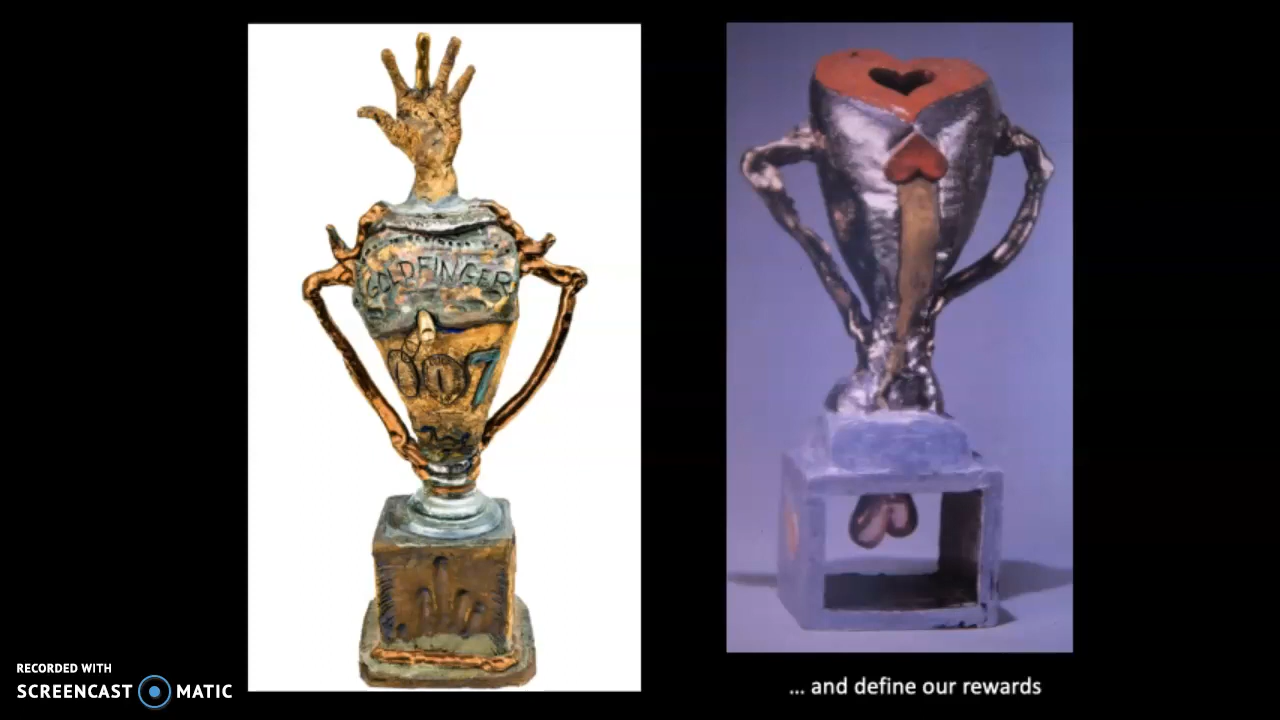 GOLDFINGER
007
... and define our rewards
RECORDED WITH
SCREENCAST MATIC